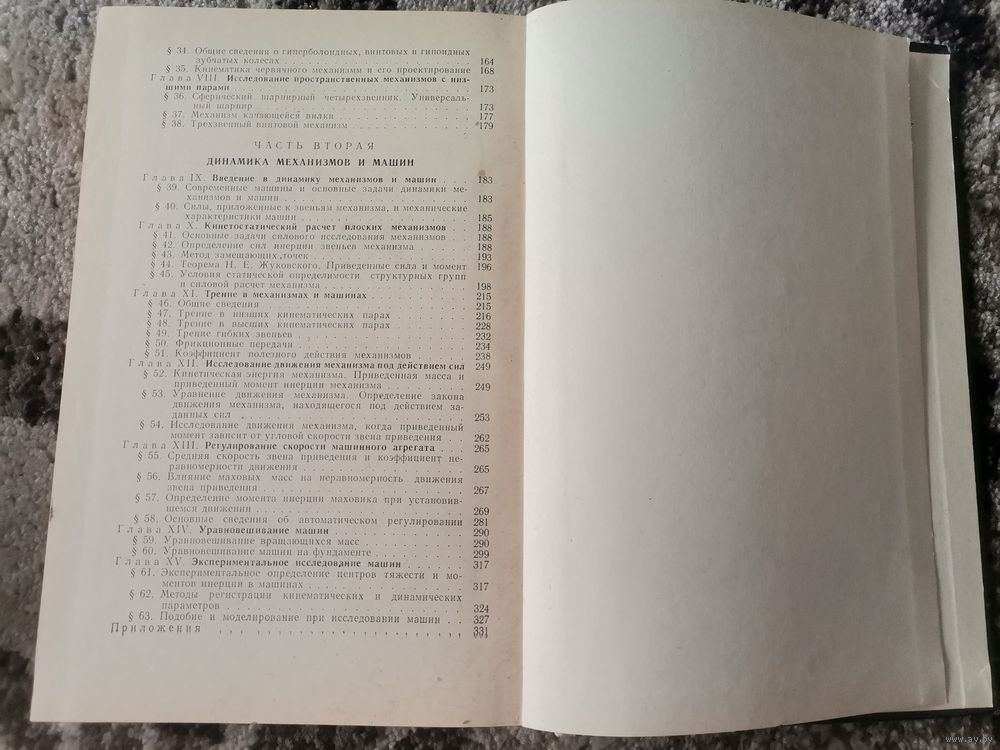 § 34. Общие сведения о гиперболоидных, винтовых и гипоидных
зубчатых колесах . . . . . . . . . . . . . . . . 164
§ 35. Кинематика червячного механизмм и его проектирование 168
Глава VIII. Исследование пространственных механизмов с низ-
шими парами . . . . . . . . . . . . . . . . . . 173
§ 36. Сферический шарнирный четырехзвенник. Универсаль-
ный шарнир . . . . . . . . . . . . . . . . . . 173
§ 37. Механизм качающейся вилки . . . . . . . . . . 177
§ 38. Трехзвенный винтовой механизм . . . . . . . . . 179
ЧАСТЬ ВТОРАЯ
ДИНАМИКА МЕХАНИЗМОВ И МАШИН
Глава IX. Введение в динамику механизмов и машин . . . 183
§ 39. Современные машины и основные задачи динамики ме-
ханизмов и машин . . . . . . . . . . . . . . . 183
§ 40. Силы, приложенные к звеньям механизма, и механические
характеристики машин . . . . . . . . . . . . . 185
Глава X. Кинетостатический расчет плоских механизмов . . 188
§ 41. Основные задачи силового исследования механизмов . . 188
§ 42. Определение сил инерции звеньев механизма . . . . 188
§ 43. Метод замещающих точек . . . . . . . . . . . . 193
§ 44. Теорема Н. Е. Жуковского. Приведенные сила и момент 196
§ 45. Условия статической определимости структурных групп
и силовой расчет механизма . . . . . . . . . . . 198
Глава XI. Трение в механизмах и машинах . . . . . . . . 215
§ 46. Общие сведения . . . . . . . . . . . . . . . . 215
§ 47. Трение в низших кинематических парах . . . . . . 216
§ 48. Трение в высших кинематических парах . . . . . . 228
§ 49. Трение гибких звеньев . . . . . . . . . . . . . 232
§ 50. Фрикционные передачи . . . . . . . . . . . . . 234
§ 51. Коэффициент полезного действия механизмов . . . . 238
Глава XII. Исследование движения механизма под действием сил 249
§ 52. Кинетическая энергия механизма. Приведенная масса и
приведенный момент инерции механизма . . . . . . 249
§ 53. Уравнение движения механизма. Определение закона
движения механизма, находящегося под действием за-
данных сил . . . . . . . . . . . . . . . . . . 253
§ 54. Исследование движения механизма, когда приведенный
момент зависит от угловой скорости звена приведения . . 262
Глава XIII. Регулирование скорости машинного агрегата . . . 265
§ 55. Средняя скорость звена приведения и коэффициент не-
равномерности движения . . . . . . . . . . . . . 265
§ 56. Влияние маховых масс на неравномерность движения
звена приведения . . . . . . . . . . . . . . . . 267
§ 57. Определение момента инерции маховика при установив-
шемся движении . . . . . . . . . . . . . . . . 269
§ 58. Основные сведения об автоматическом регулировании 281
Глава XIV. Уравновешивание машин . . . . . . . . . . . 290
§ 59. Уравновешивание вращающихся масс . . . . . . . . 290
§ 60. Уравновешивание машин на фундаменте . . . . . . . 299
Глава XV. Экспериментальное исследование машин . . . . . 317
§ 61. Экспериментальное определение центров тяжести и мо-
ментов инерции в машинах . . . . . . . . . . . . 317
§ 62. Методы регистрации кинематических и динамических
параметров . . . . . . . . . . . . . . . . . . 324
§ 63. Подобие и моделирование при исследовании машин . . 327
Приложения . . . . . . . . . . . . . . . . . . . . 331
www.ay.by